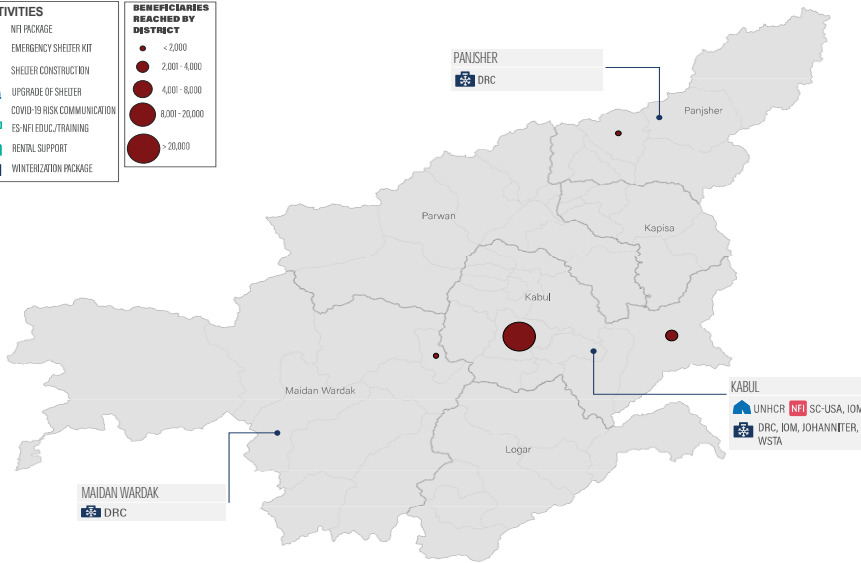 TIVITIES
NFI PACKAGE
EMERGENCY SHELTER KIT
SHELTER CONSTRUCTION
UPGRADE OF SHELTER
COVID-19 RISK COMMUNICATION
ES-NFI EDUC./TRAINING
RENTAL SUPPORT
WINTERIZATION PACKAGE
BENEFICIARIES
REACHED BY
DISTRICT
< 2,000
2,001 - 4,000
4,001 - 8,000
8,001 - 20,000
> 20,000
PANJSHER
DRC
Panjsher
Parwan
Kapisa
Kabul
Maidan Wardak
Logar
KABUL
UNHCR NFI SC-USA, IOM
DRC, IOM, JOHANNITER,
WSTA
MAIDAN WARDAK
DRC